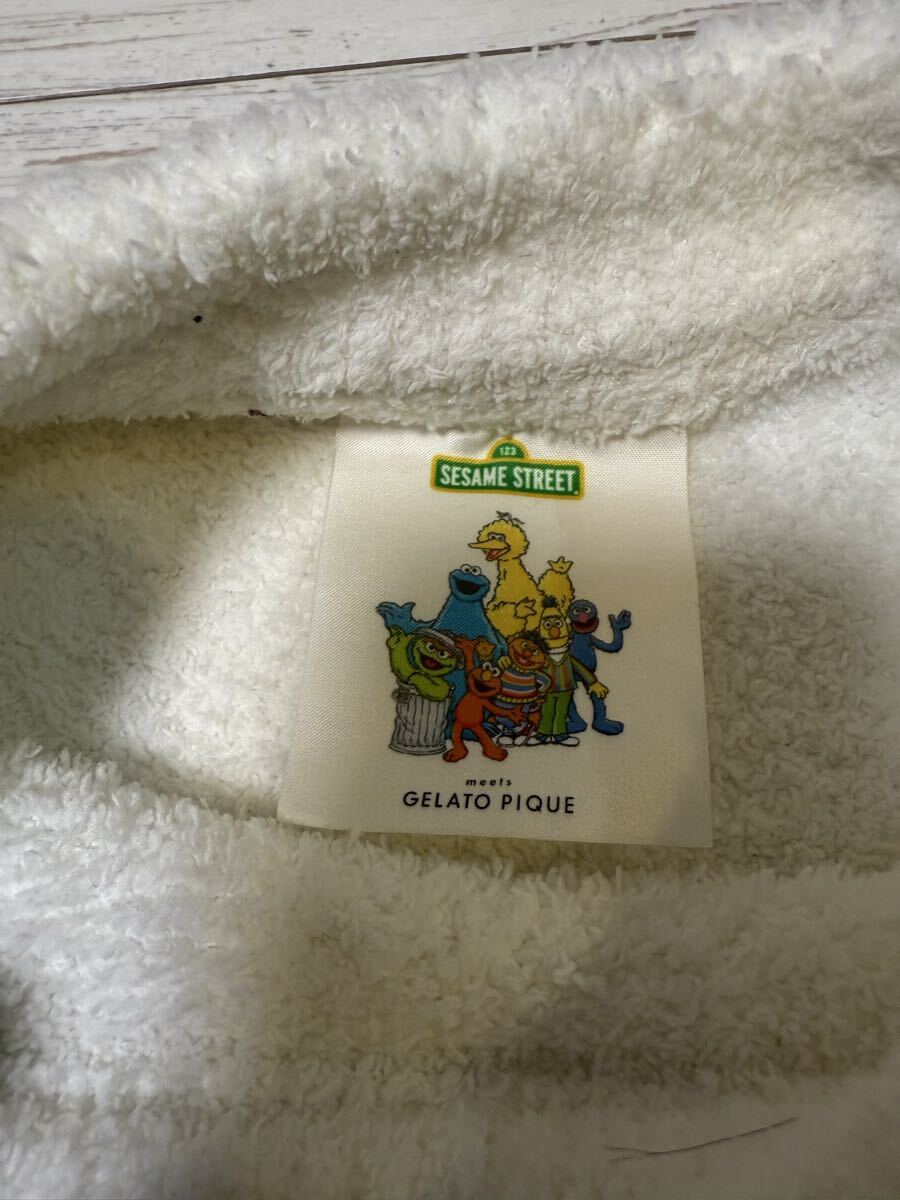 123
SESAME STREET
meets
GELATO PIQUE